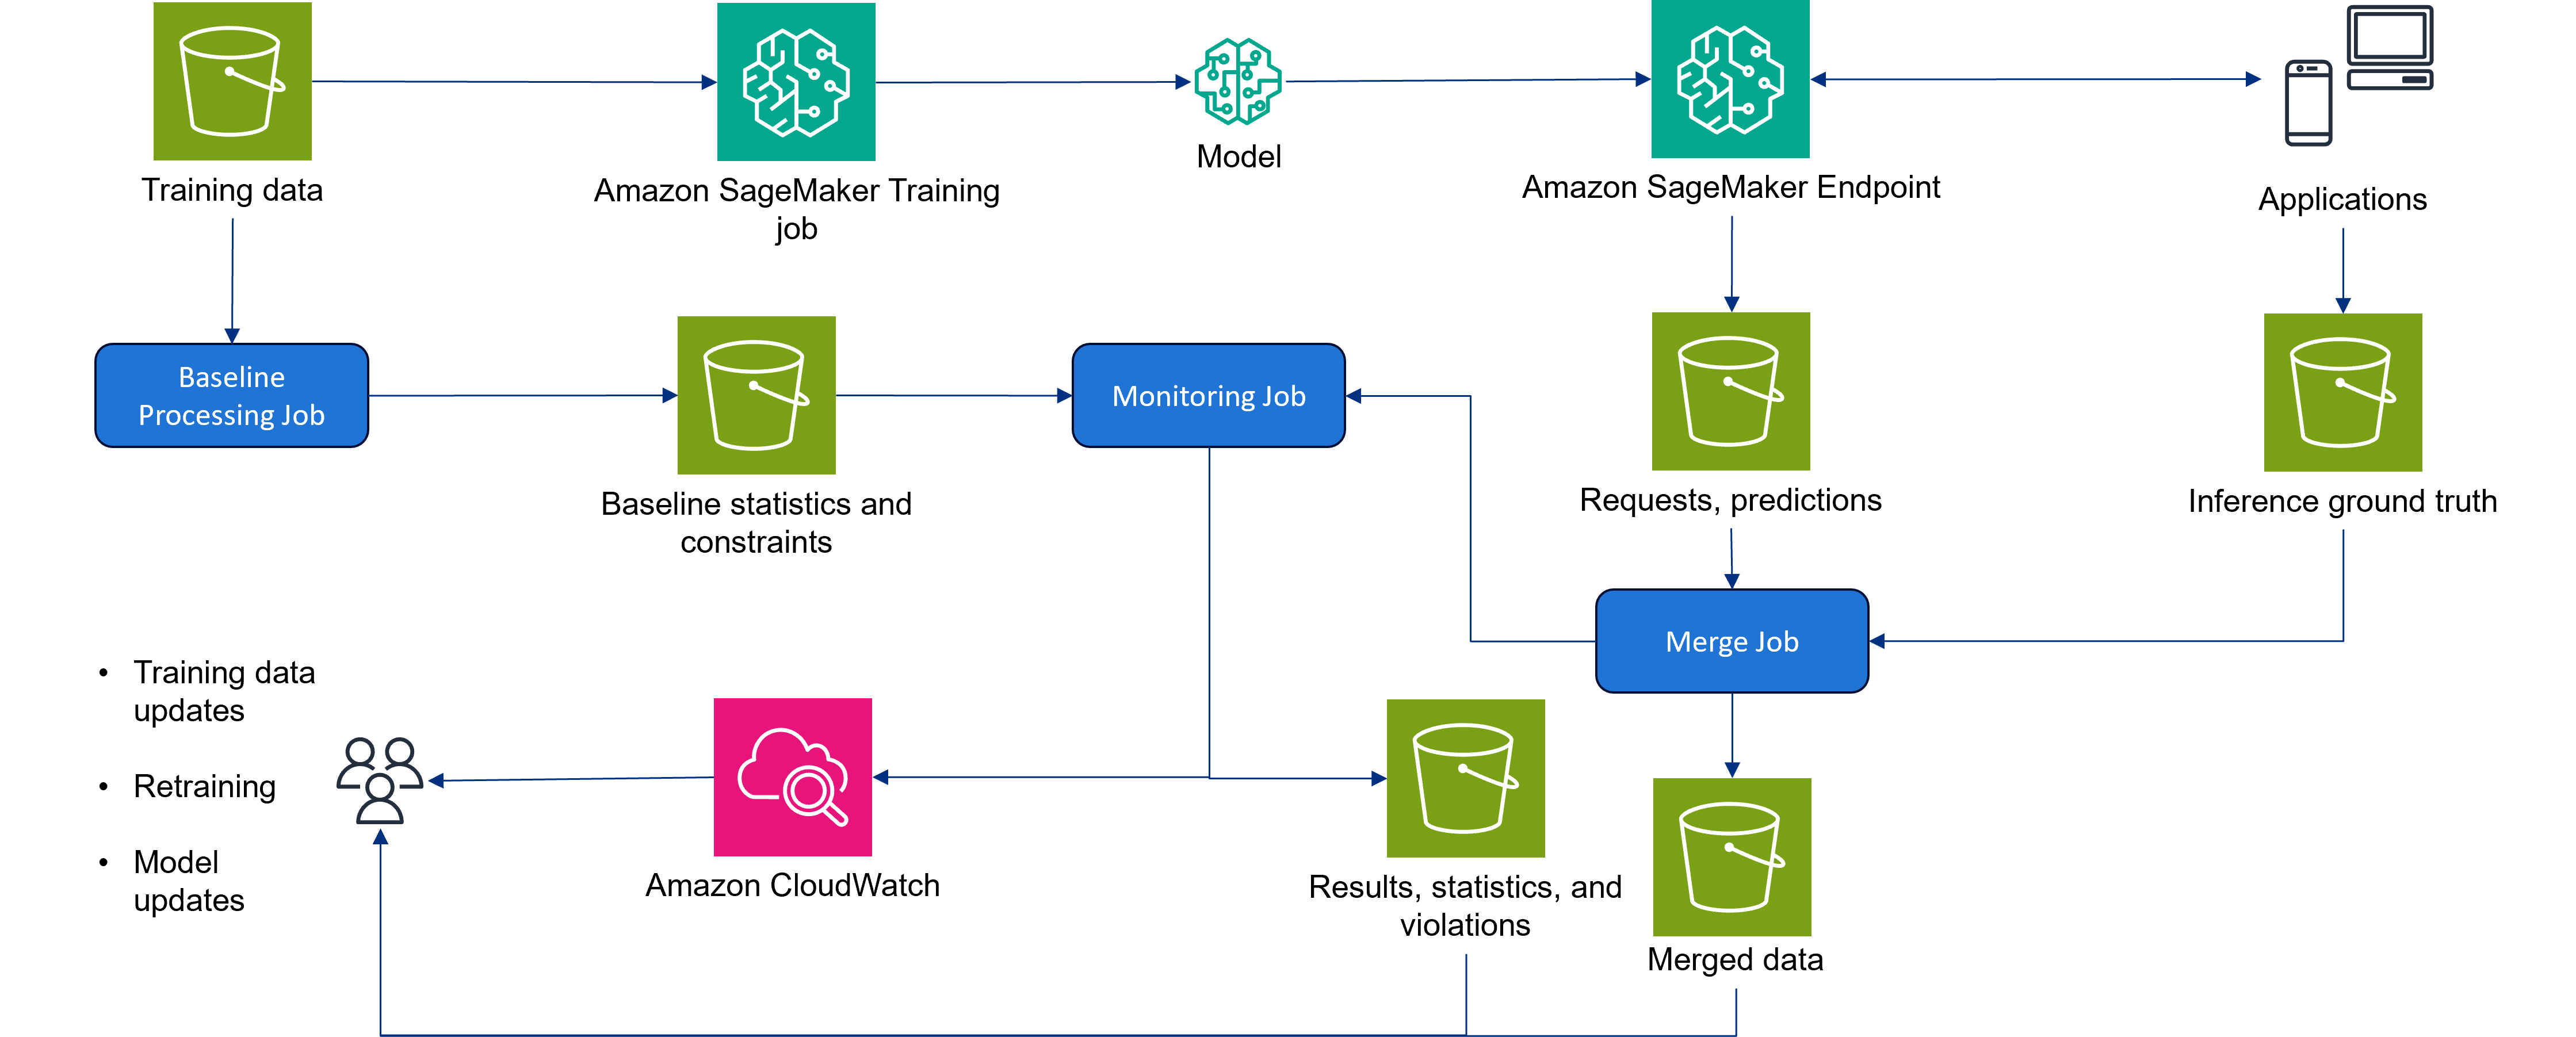 Training data
Amazon SageMaker Training
job
Model
Amazon SageMaker Endpoint
Applications
Baseline
Processing Job
Baseline statistics and
constraints
Monitoring Job
Requests, predictions
Inference ground truth
Merge Job
• Training data
updates
• Retraining
• Model
updates
Amazon CloudWatch
Results, statistics, and
violations
Merged data